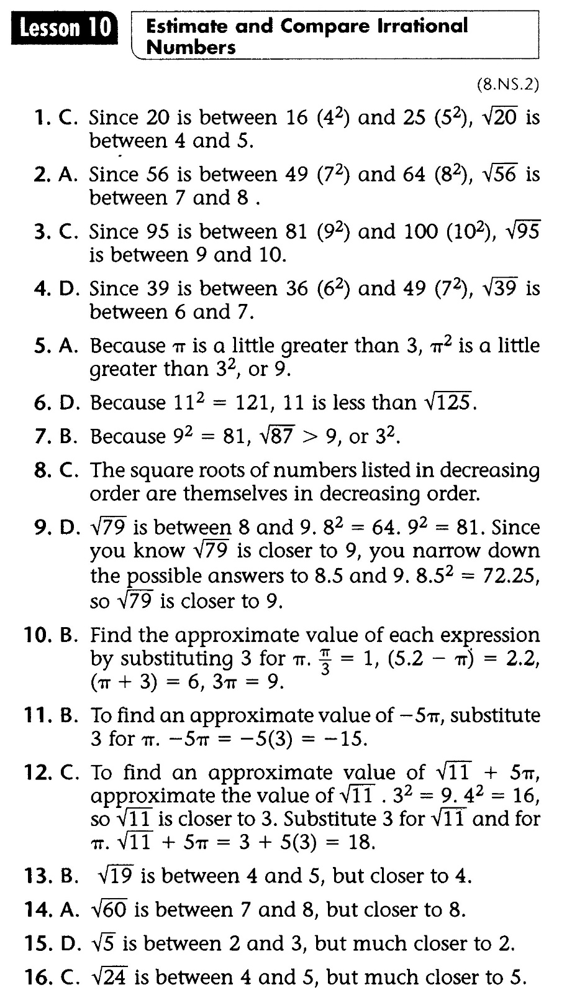 Lesson 10
Estimate and Compare Irrational
Numbers
(8.NS.2)
1. C. Since 20 is between 16 (4²) and 25 (5²), √20 is
between 4 and 5.
2. A. Since 56 is between 49 (7²) and 64 (8²), √56 is
between 7 and 8 .
3. C. Since 95 is between 81 (9²) and 100 (10²), √95
is between 9 and 10.
4. D. Since 39 is between 36 (6²) and 49 (7²), √39 is
between 6 and 7.
5. A. Because π is a little greater than 3, π² is a little
greater than 3², or 9.
6. D. Because 11² = 121, 11 is less than √125.
7. B. Because 9² = 81, √87 > 9, or 3².
8. C. The square roots of numbers listed in decreasing
order are themselves in decreasing order.
9. D. √79 is between 8 and 9. 8² = 64. 9² = 81. Since
you know √79 is closer to 9, you narrow down
the possible answers to 8.5 and 9. 8.5² = 72.25,
so √79 is closer to 9.
10. B. Find the approximate value of each expression
by substituting 3 for π. π/3 = 1, (5.2 − π) = 2.2,
(π + 3) = 6, 3π = 9.
11. B. To find an approximate value of −5π, substitute
3 for π. −5π = −5(3) = −15.
12. C. To find an approximate value of √11 + 5π,
approximate the value of √11 . 3² = 9. 4² = 16,
so √11 is closer to 3. Substitute 3 for √11 and for
π. √11 + 5π = 3 + 5(3) = 18.
13. B. √19 is between 4 and 5, but closer to 4.
14. A. √60 is between 7 and 8, but closer to 8.
15. D. √5 is between 2 and 3, but much closer to 2.
16. C. √24 is between 4 and 5, but much closer to 5.